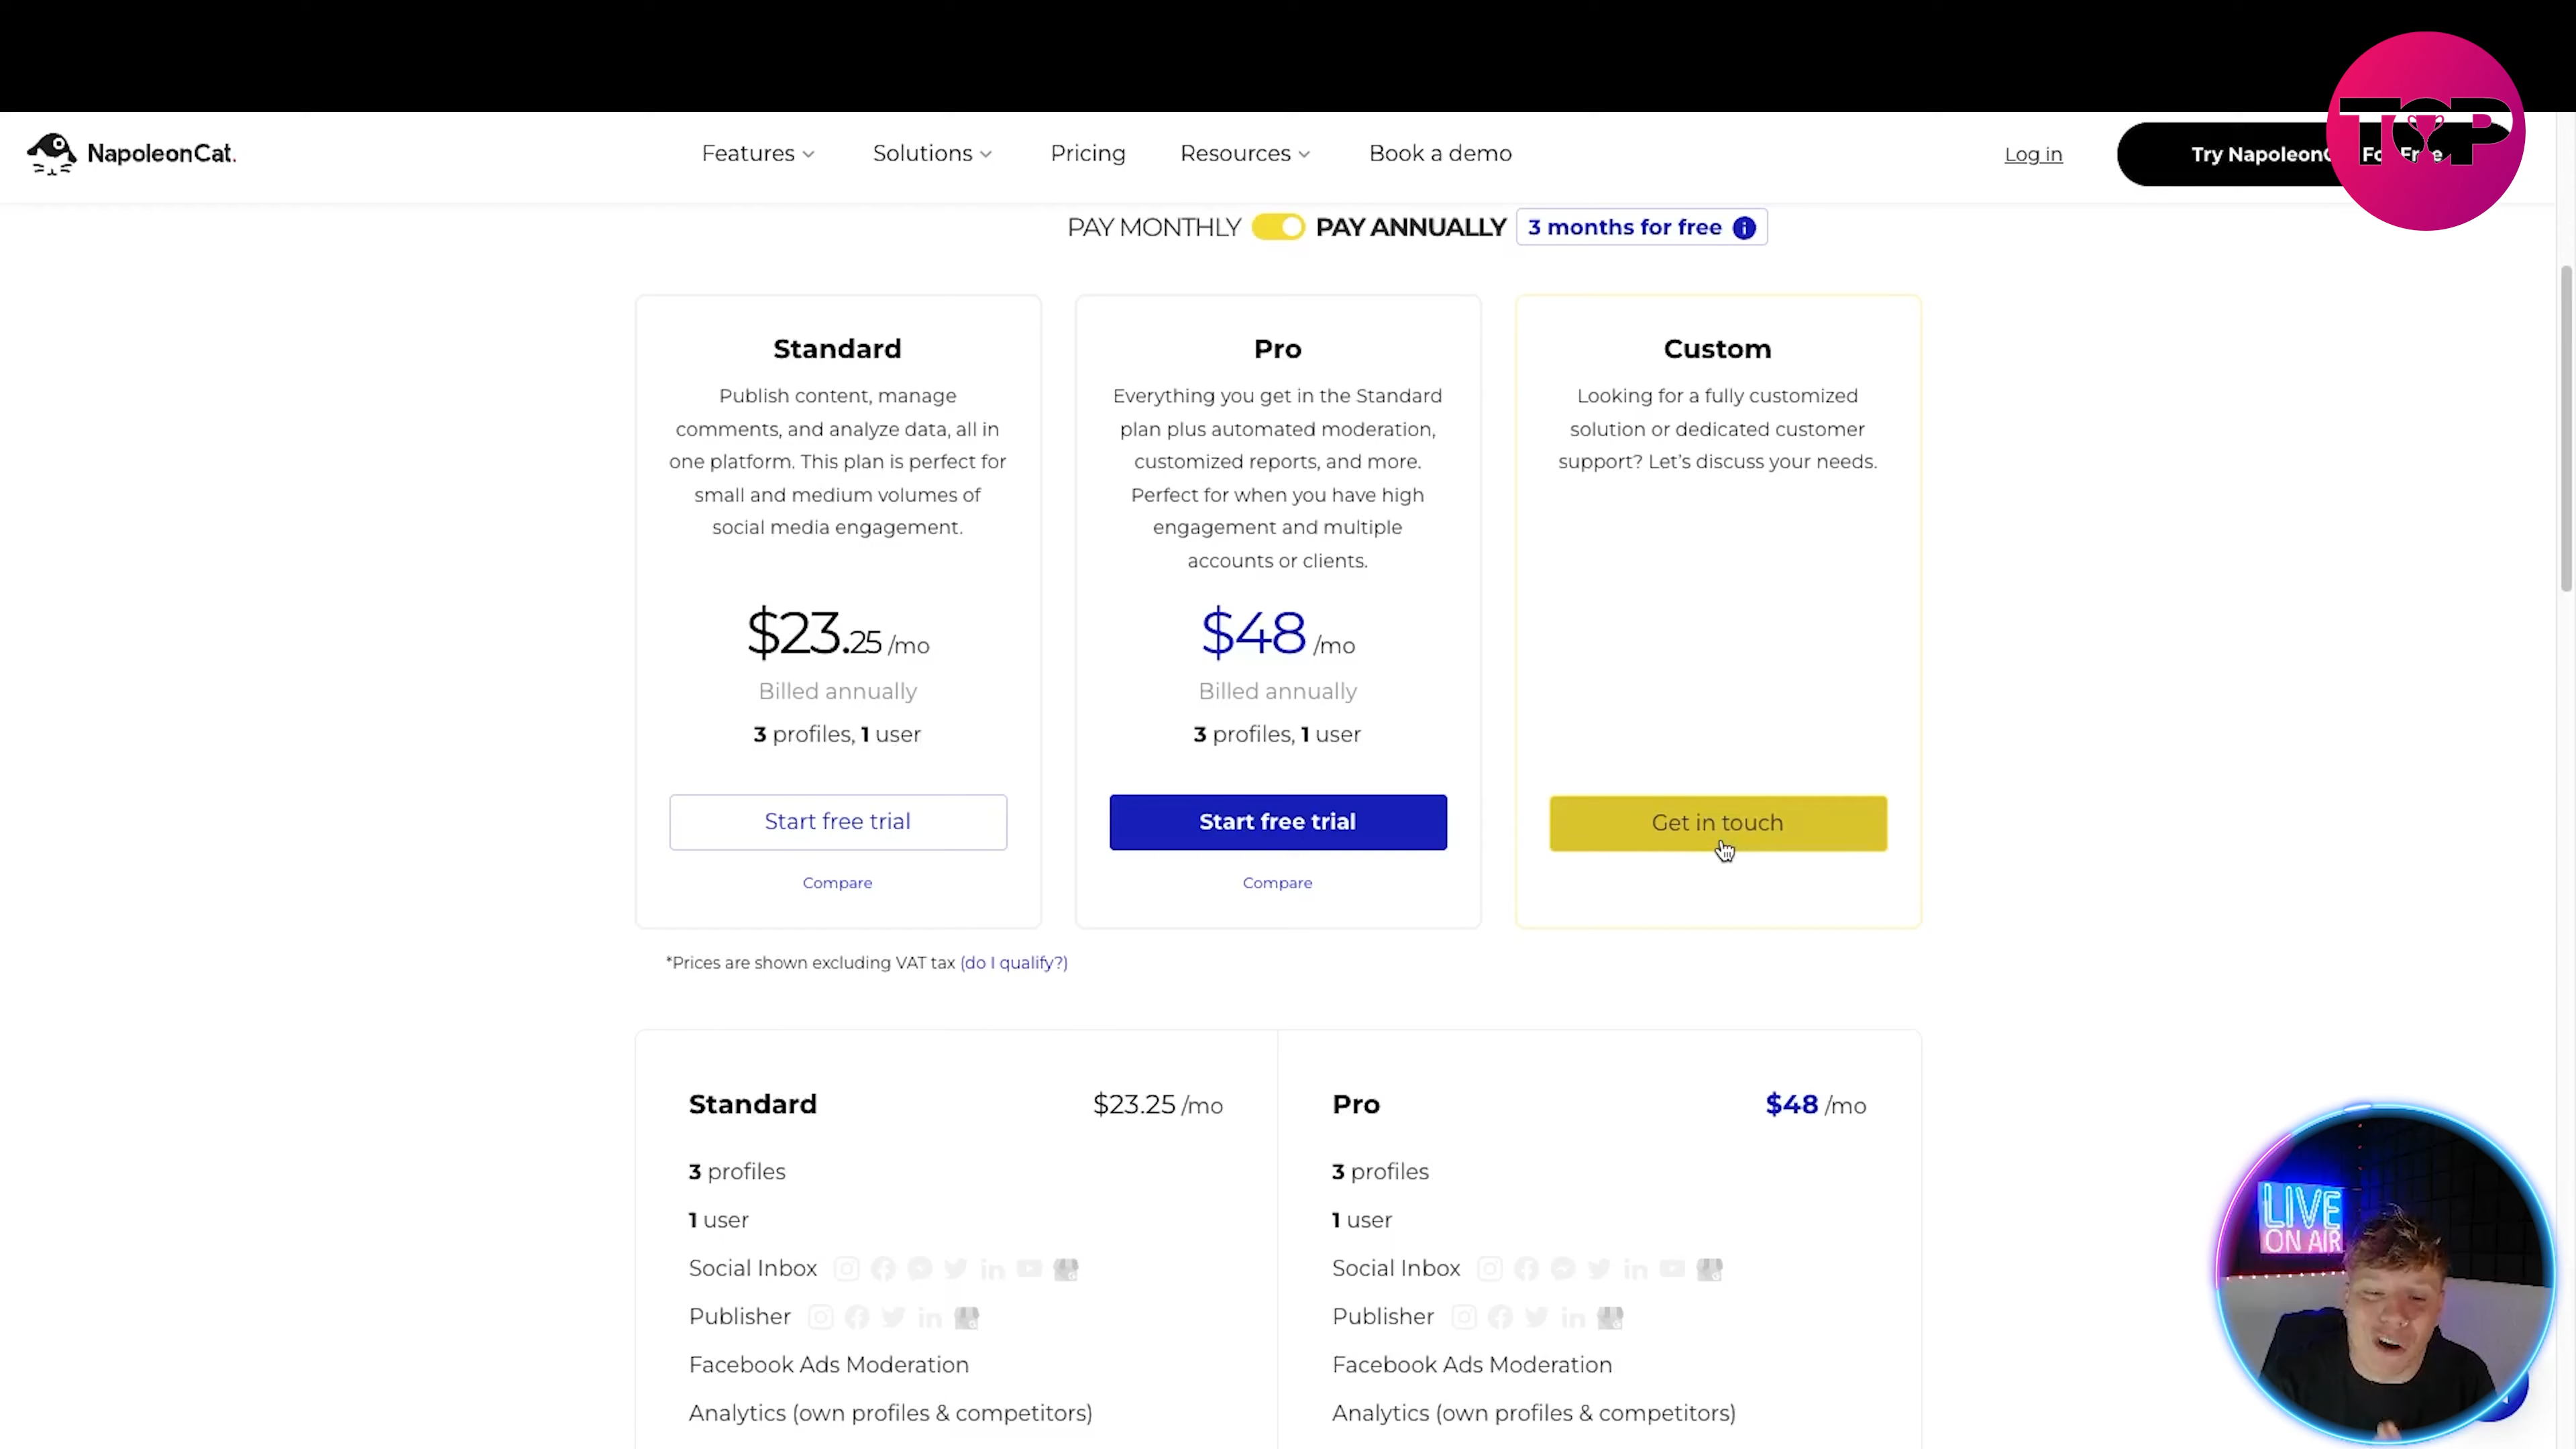 TOP
NapoleonCat.
Features
Solutions
Pricing
Resources
Book a demo
Log in
Try Napoleon
PAY MONTHLY PAY ANNUALLY 3 months for free i
Standard
Publish content, manage
comments, and analyze data, all in
one platform. This plan is perfect for
small and medium volumes of
social media engagement.
$23.25 /mo
Billed annually
3 profiles, 1 user
Start free trial
Compare
Pro
Everything you get in the Standard
plan plus automated moderation,
customized reports, and more.
Perfect for when you have high
engagement and multiple
accounts or clients.
$48 /mo
Billed annually
3 profiles, 1 user
Start free trial
Compare
Custom
Looking for a fully customized
solution or dedicated customer
support? Let's discuss your needs.
Get in touch
*Prices are shown excluding VAT tax (do I qualify?)
Standard $23.25 /mo
3 profiles
1 user
Social Inbox
Publisher
Facebook Ads Moderation
Analytics (own profiles & competitors)
Pro $48 /mo
3 profiles
1 user
Social Inbox
Publisher
Facebook Ads Moderation
Analytics (own profiles & competitors)
LIVE
ON AIR